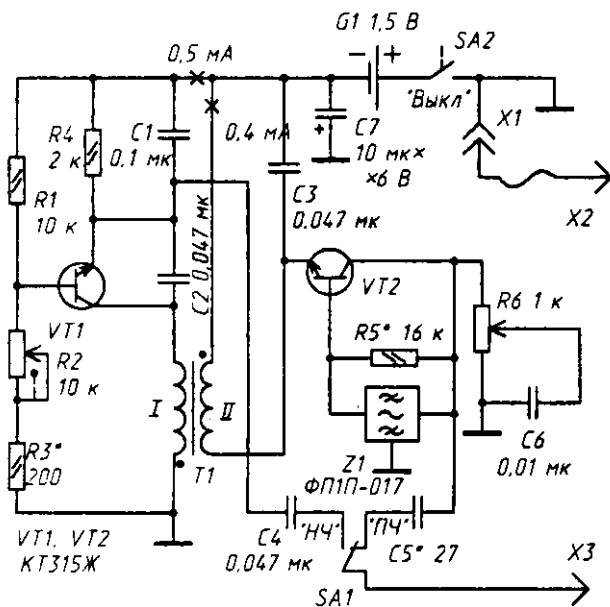 G1 1,5 В
− +
SA2
0,5 мА
"Выкл"
R4
2 к
C1
0,1 мк
0,4 мА
C7
10 мк×
×6 В
X1
X2
R1
10 к
C3
0,047 мк
C2 0,047 мк
VT1
VT2
R6 1 к
R2
10 к
R5* 16 к
I
II
T1
R3*
200
Z1
ФП1П-017
C6
0,01 мк
VT1, VT2
КТ315Ж
C4
0,047 мк
"НЧ"
"ПЧ"
C5* 27
SA1
X3